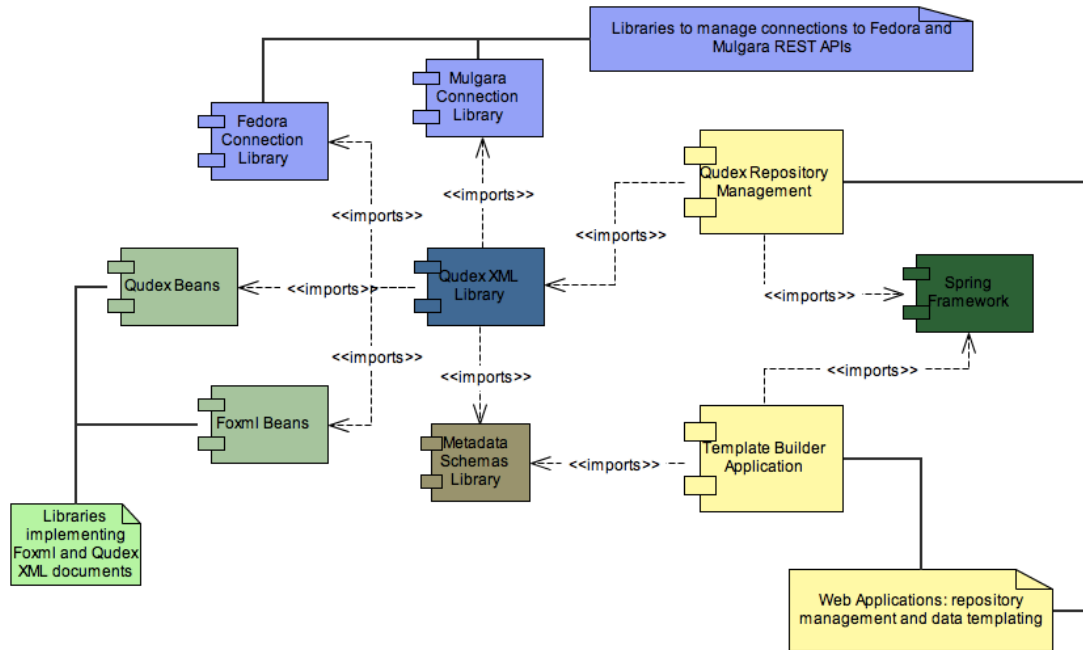 Libraries to manage connections to Fedora and
Mulgara REST APIs
Mulgara
Connection
Library
Fedora
Connection
Library
Qudex Repository
Management
<<imports>>
<<imports>>
<<imports>>
Qudex Beans
<<imports>>
Qudex XML
Library
<<imports>>
Spring
Framework
<<imports>>
<<imports>>
<<imports>>
Foxml Beans
Metadata
Schemas
Library
<<imports>>
Template Builder
Application
Libraries
implementing
Foxml and Qudex
XML documents
Web Applications: repository
management and data templating